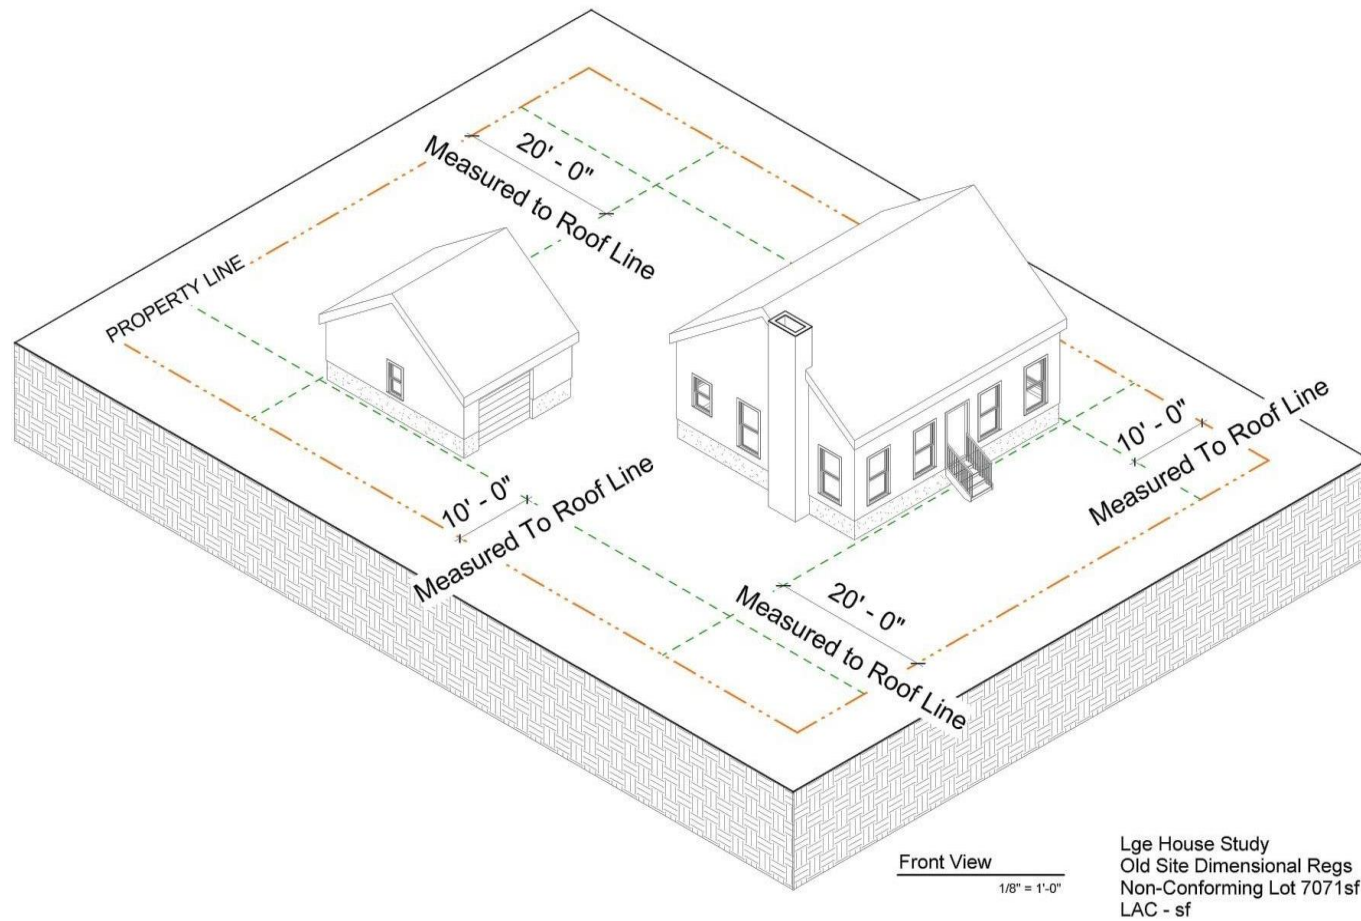 20' - 0"
Measured to Roof Line
PROPERTY LINE
10' - 0"
Measured To Roof Line
10' - 0"
Measured To Roof Line
20' - 0"
Measured to Roof Line
Front View
1/8" = 1'-0"
Lge House Study
Old Site Dimensional Regs
Non-Conforming Lot 7071sf
LAC - sf